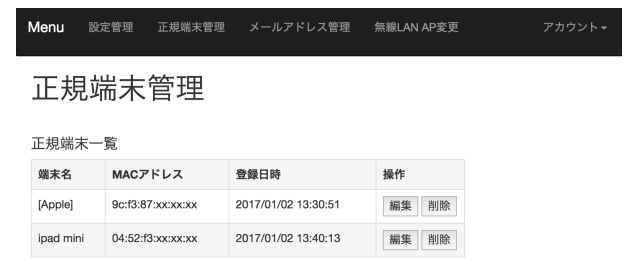 Menu 設定管理 正規端末管理 メールアドレス管理 無線LAN AP変更 アカウント
正規端末管理
正規端末一覧
端末名 MACアドレス 登録日時 操作
[Apple] 9c:f3:87:xx:xx:xx 2017/01/02 13:30:51 編集 削除
ipad mini 04:52:f3:xx:xx:xx 2017/01/02 13:40:13 編集 削除